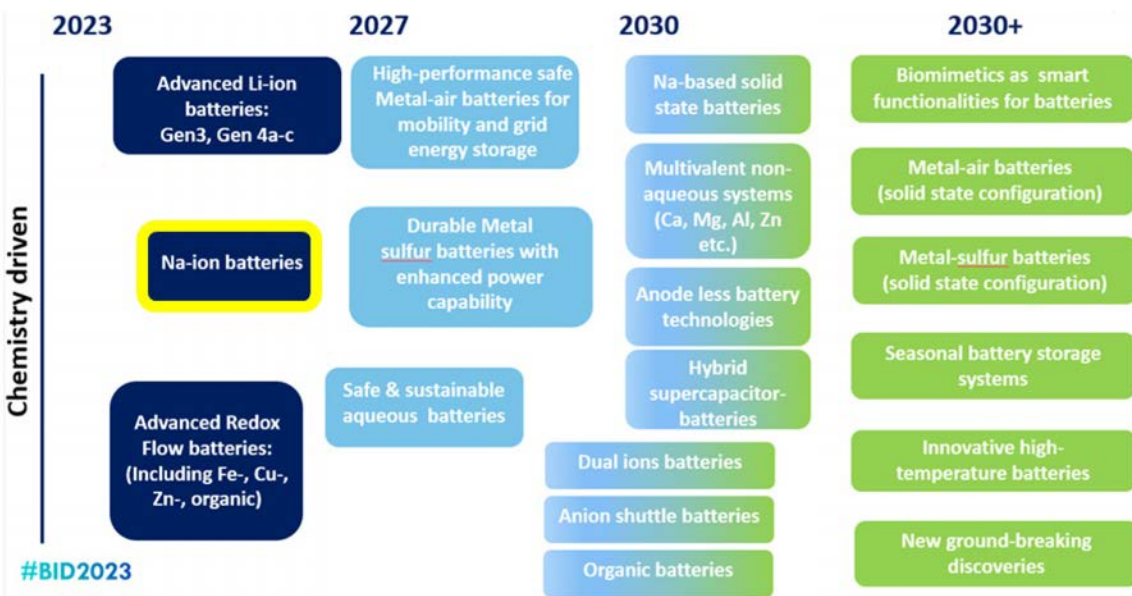 2023
2027
2030
2030+
Chemistry driven
Advanced Li-ion
batteries:
Gen3, Gen 4a-c
Na-ion batteries
Advanced Redox
Flow batteries:
(Including Fe-, Cu-,
Zn-, organic)
High-performance safe
Metal-air batteries for
mobility and grid
energy storage
Durable Metal
sulfur batteries with
enhanced power
capability
Safe & sustainable
aqueous batteries
Na-based solid
state batteries
Multivalent non-
aqueous systems
(Ca, Mg, Al, Zn
etc.)
Anode less battery
technologies
Hybrid
supercapacitor-
batteries
Dual ions batteries
Anion shuttle batteries
Organic batteries
Biomimetics as smart
functionalities for batteries
Metal-air batteries
(solid state configuration)
Metal-sulfur batteries
(solid state configuration)
Seasonal battery storage
systems
Innovative high-
temperature batteries
New ground-breaking
discoveries
#BID2023